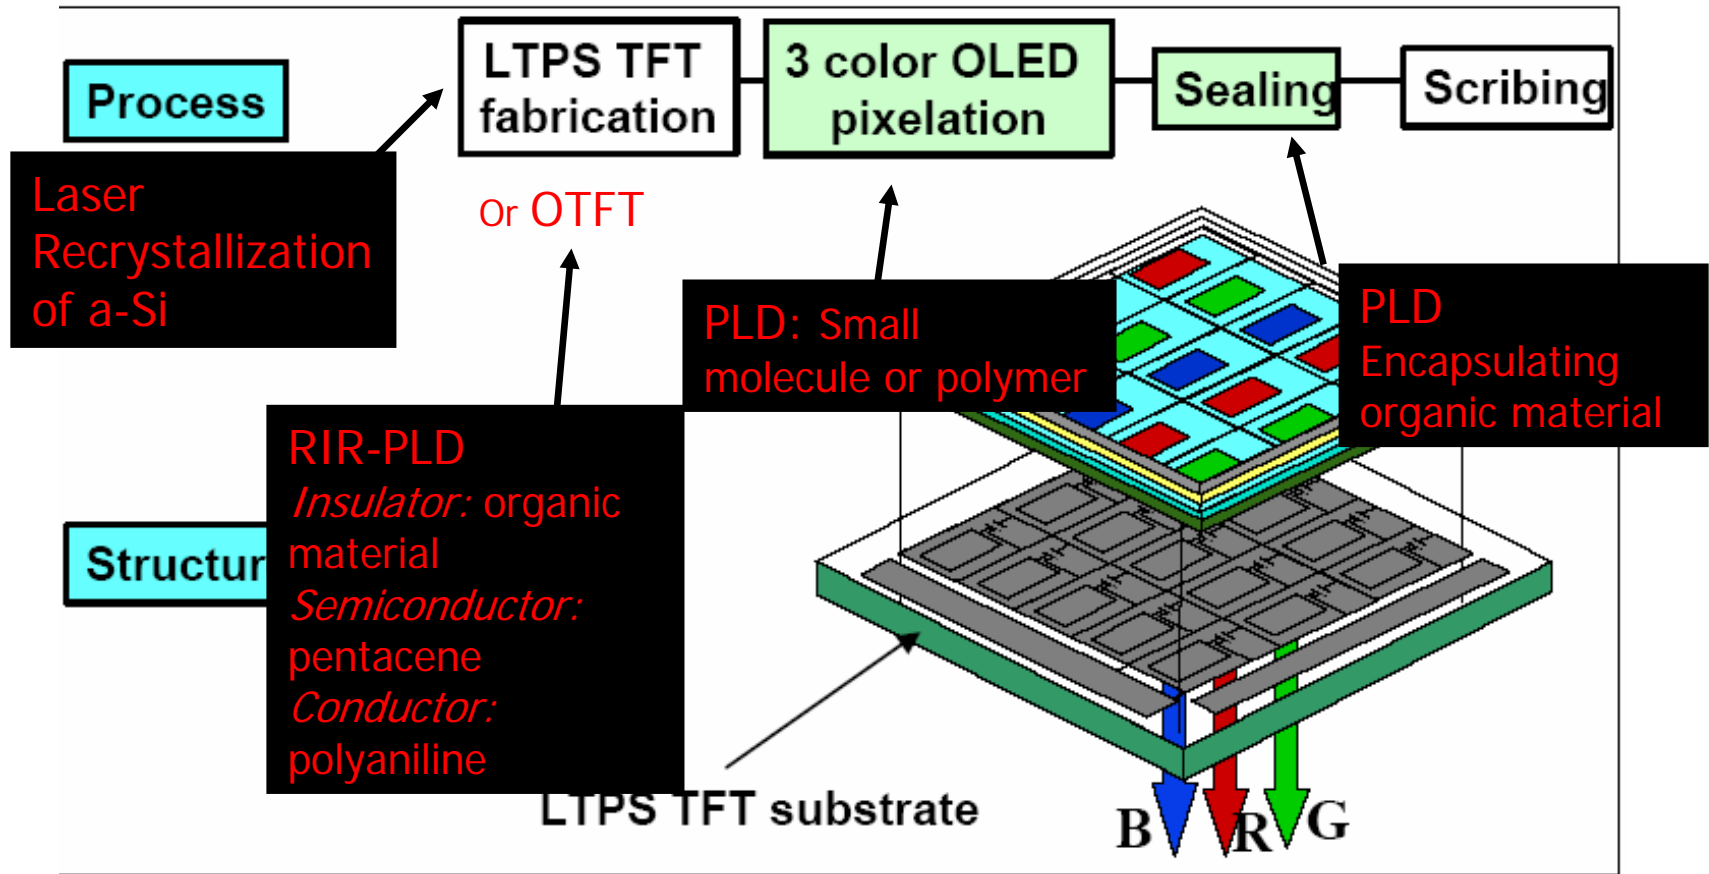 Process
LTPS TFT
fabrication
3 color OLED
pixelation
Sealing
Scribing
Laser
Recrystallization
of a-Si
Or OTFT
PLD: Small
molecule or polymer
PLD
Encapsulating
organic material
RIR-PLD
Insulator: organic
material
Semiconductor:
pentacene
Conductor:
polyaniline
Structur
LTPS TFT substrate
B R G